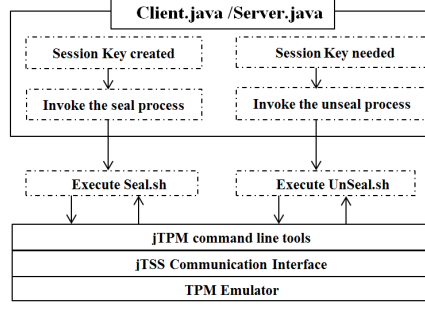 Client.java /Server.java
Session Key created
Session Key needed
Invoke the seal process
Invoke the unseal process
Execute Seal.sh
Execute UnSeal.sh
jTPM command line tools
jTSS Communication Interface
TPM Emulator